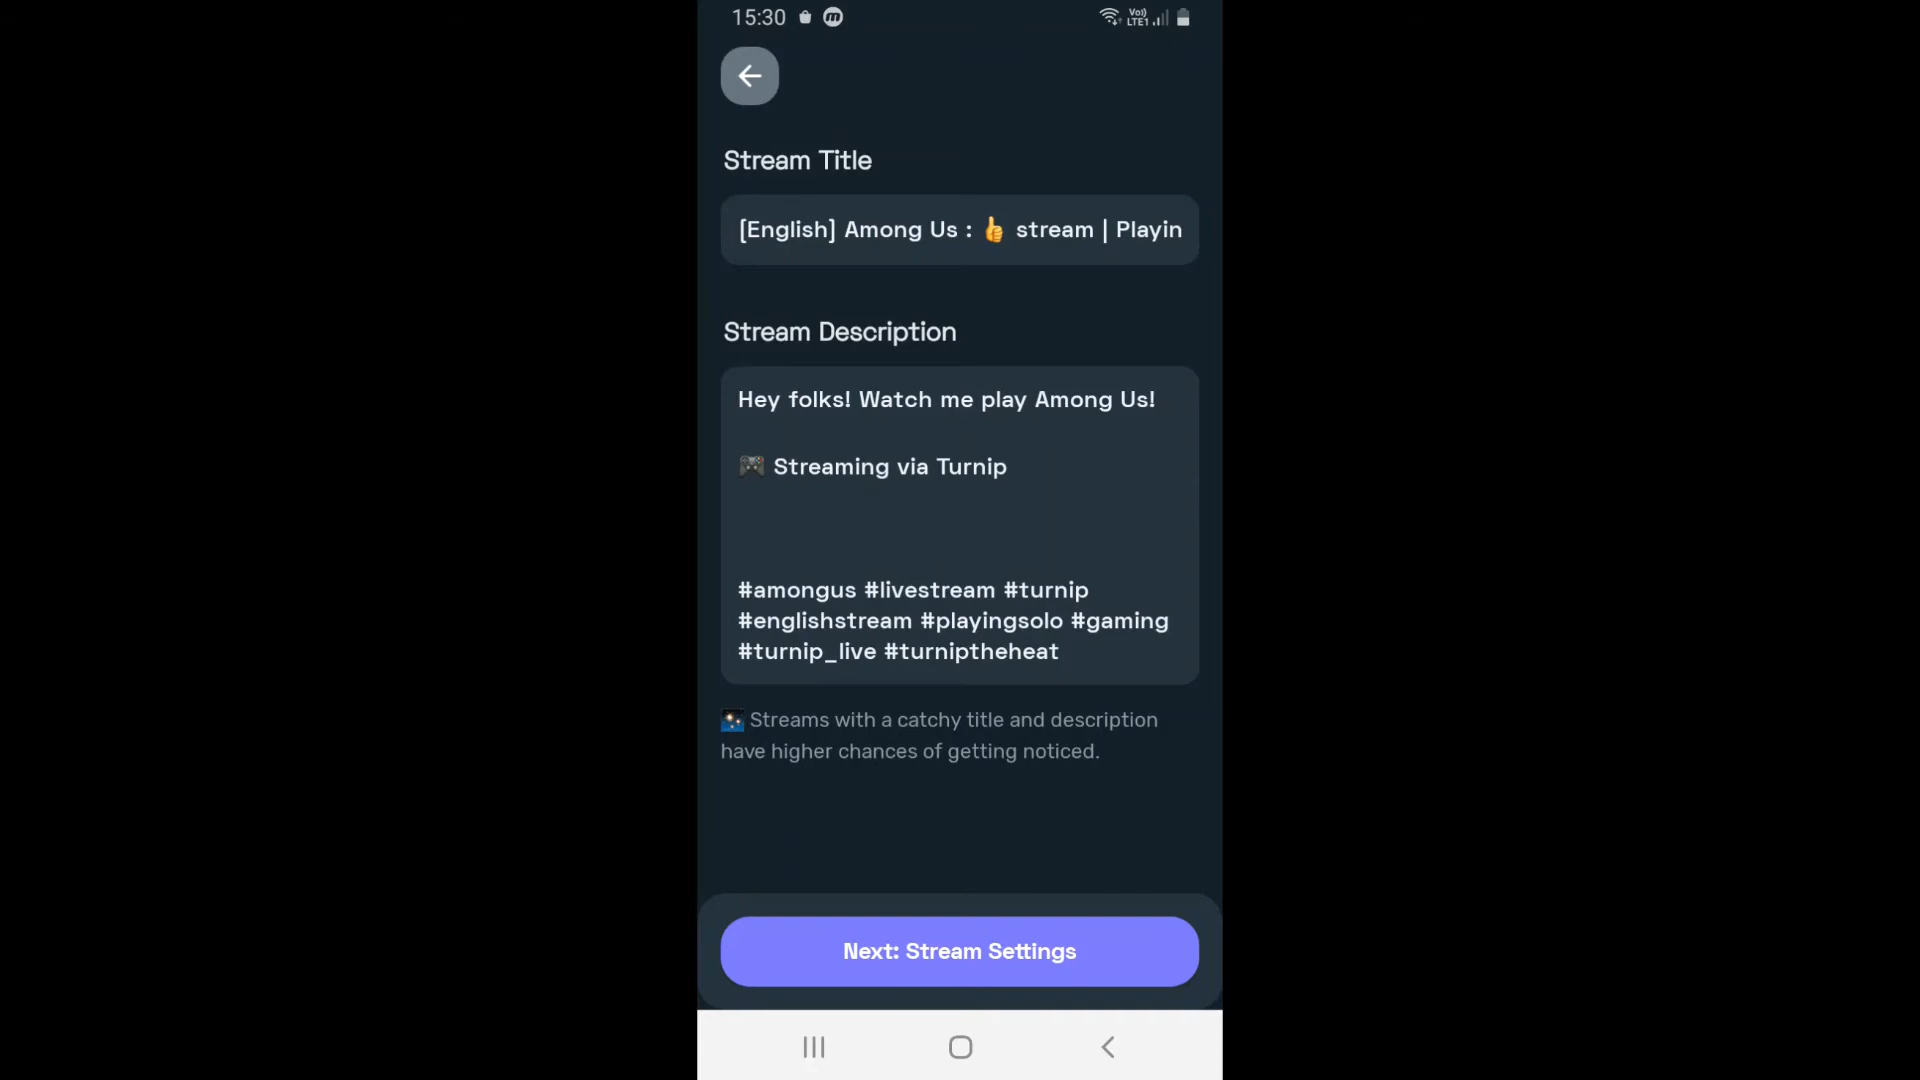 15:30
Vo)) LTE1
Stream Title
[English] Among Us : 👍 stream | Playin
Stream Description
Hey folks! Watch me play Among Us!
🎮 Streaming via Turnip
#amongus #livestream #turnip
#englishstream #playingsolo #gaming
#turnip_live #turniptheheat
🌠 Streams with a catchy title and description
have higher chances of getting noticed.
Next: Stream Settings